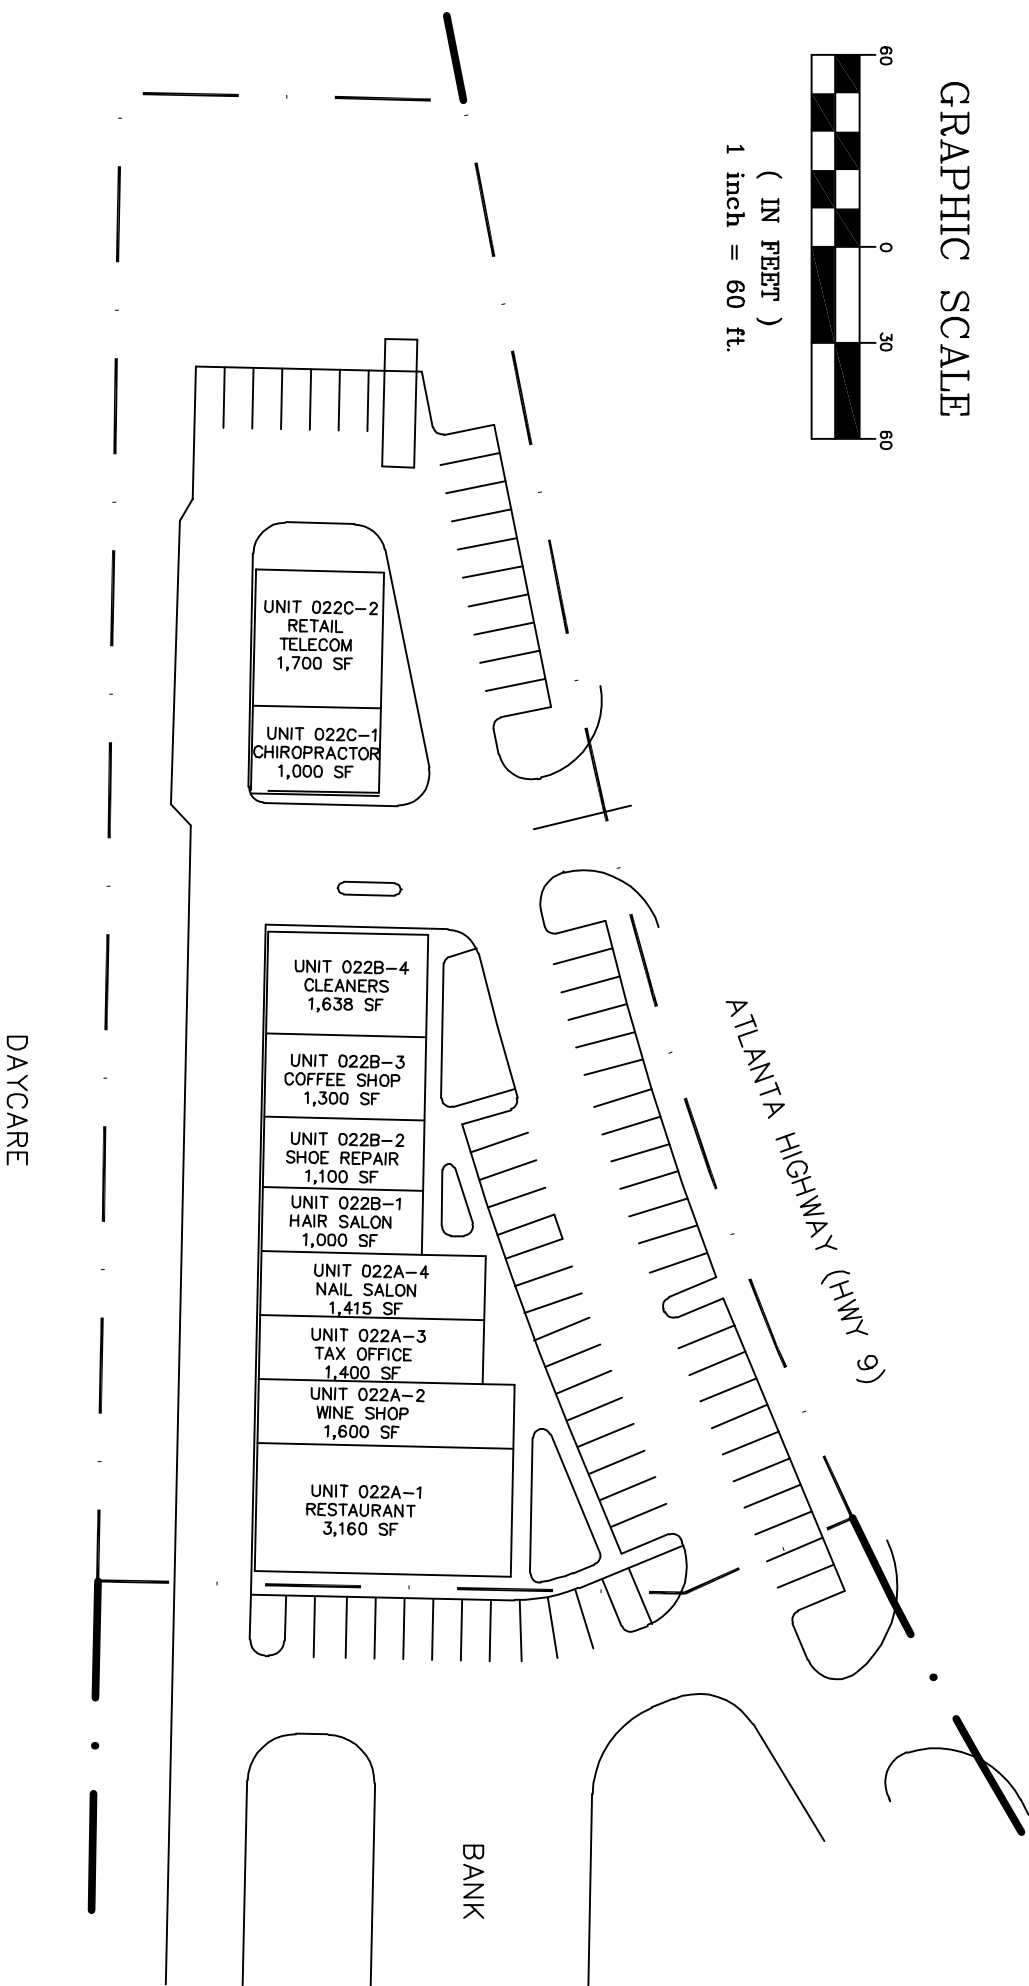 GRAPHIC SCALE
60
0
30
60
( IN FEET )
1 inch = 60 ft.
UNIT 022C-2
RETAIL
TELECOM
1,700 SF
UNIT 022C-1
CHIROPRACTOR
1,000 SF
UNIT 022B-4
CLEANERS
1,638 SF
UNIT 022B-3
COFFEE SHOP
1,300 SF
UNIT 022B-2
SHOE REPAIR
1,100 SF
UNIT 022B-1
HAIR SALON
1,000 SF
UNIT 022A-4
NAIL SALON
1,415 SF
UNIT 022A-3
TAX OFFICE
1,400 SF
UNIT 022A-2
WINE SHOP
1,600 SF
UNIT 022A-1
RESTAURANT
3,160 SF
ATLANTA HIGHWAY (HWY 9)
DAYCARE
BANK